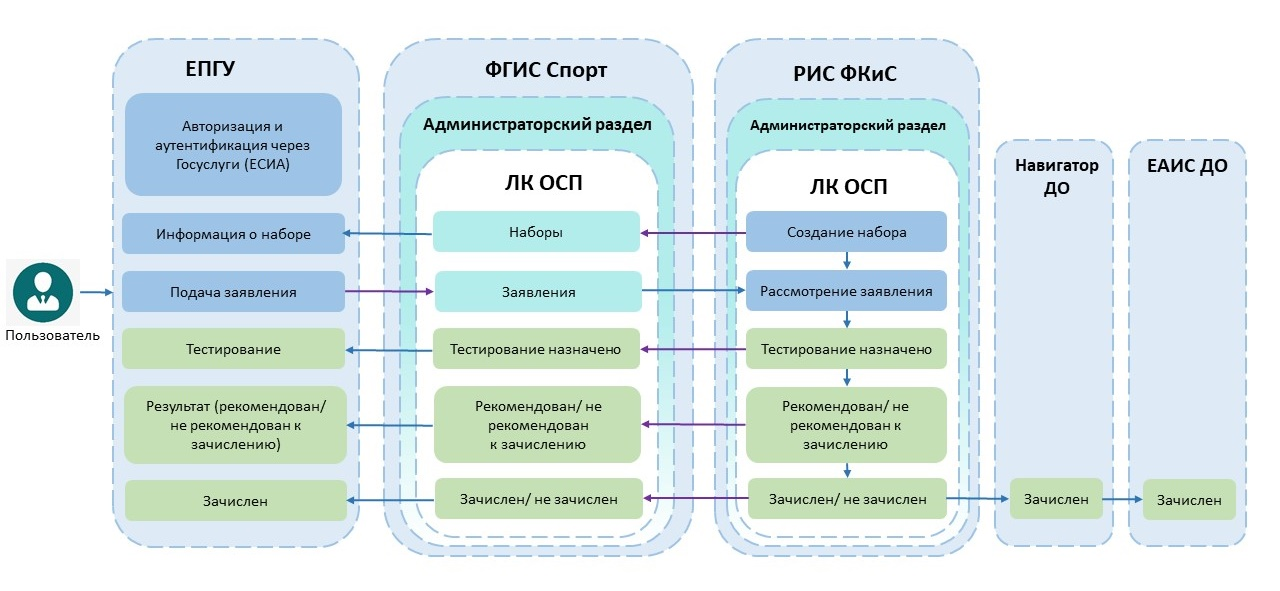 ЕПГУ
Авторизация и
аутентификация через
Госуслуги (ЕСИА)
Информация о наборе
Подача заявления
Тестирование
Результат (рекомендован/
не рекомендован к
зачислению)
Зачислен
Пользователь
ФГИС Спорт
Администраторский раздел
ЛК ОСП
Наборы
Заявления
Тестирование назначено
Рекомендован/ не
рекомендован
к зачислению
Зачислен/ не зачислен
РИС ФКиС
Администраторский раздел
ЛК ОСП
Создание набора
Рассмотрение заявления
Тестирование назначено
Рекомендован/ не
рекомендован к
зачислению
Зачислен/ не зачислен
Навигатор
ДО
Зачислен
ЕАИС ДО
Зачислен